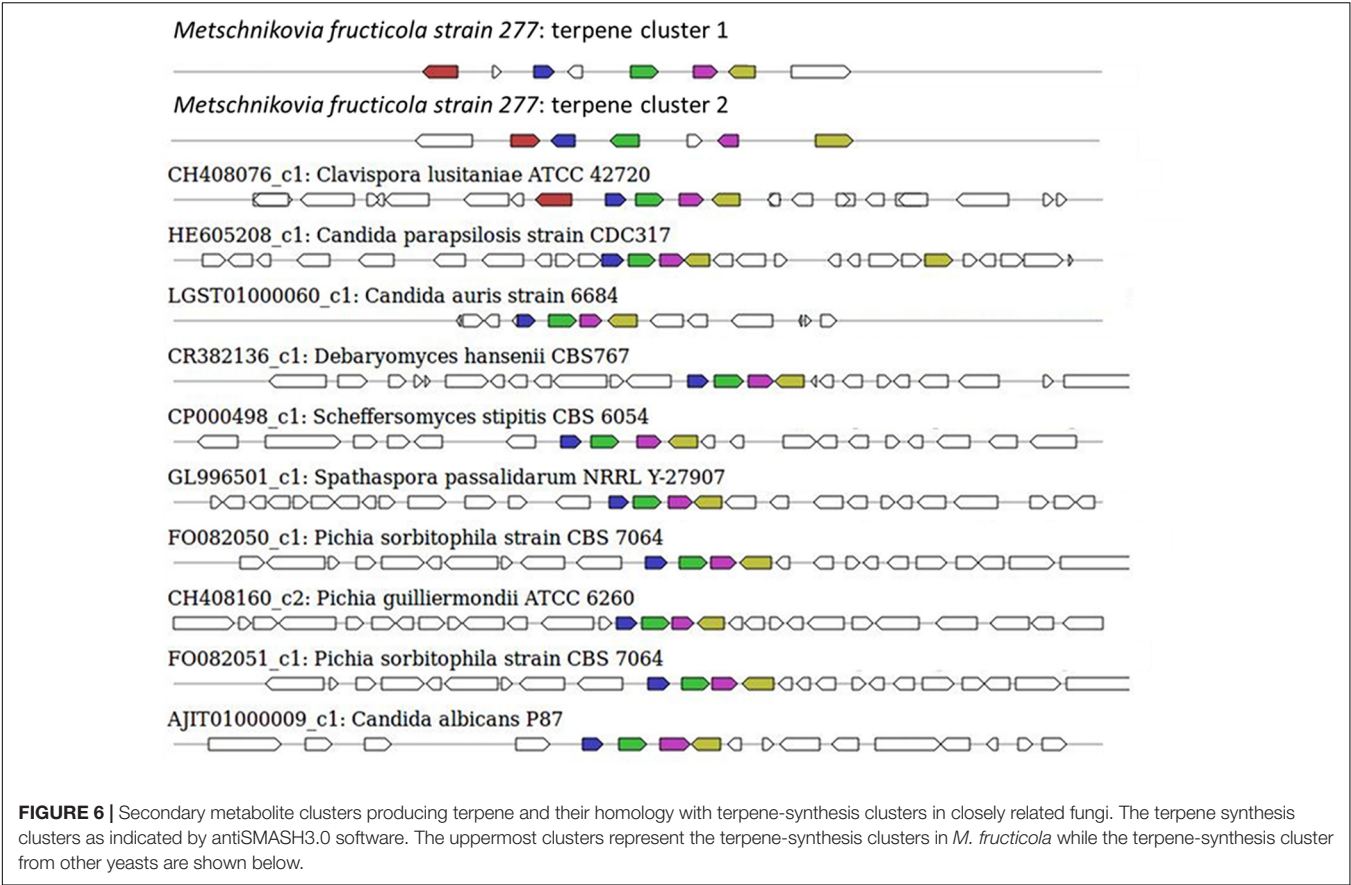 Metschnikovia fructicola strain 277: terpene cluster 1
Metschnikovia fructicola strain 277: terpene cluster 2
CH408076_c1: Clavispora lusitaniae ATCC 42720
HE605208_c1: Candida parapsilosis strain CDC317
LGST01000060_c1: Candida auris strain 6684
CR382136_c1: Debaryomyces hansenii CBS767
CP000498_c1: Scheffersomyces stipitis CBS 6054
GL996501_c1: Spathaspora passalidarum NRRL Y-27907
FO082050_c1: Pichia sorbitophila strain CBS 7064
CH408160_c2: Pichia guilliermondii ATCC 6260
FO082051_c1: Pichia sorbitophila strain CBS 7064
AJIT01000009_c1: Candida albicans P87
FIGURE 6 | Secondary metabolite clusters producing terpene and their homology with terpene-synthesis clusters in closely related fungi. The terpene synthesis
clusters as indicated by antiSMASH3.0 software. The uppermost clusters represent the terpene-synthesis clusters in M. fructicola while the terpene-synthesis cluster
from other yeasts are shown below.